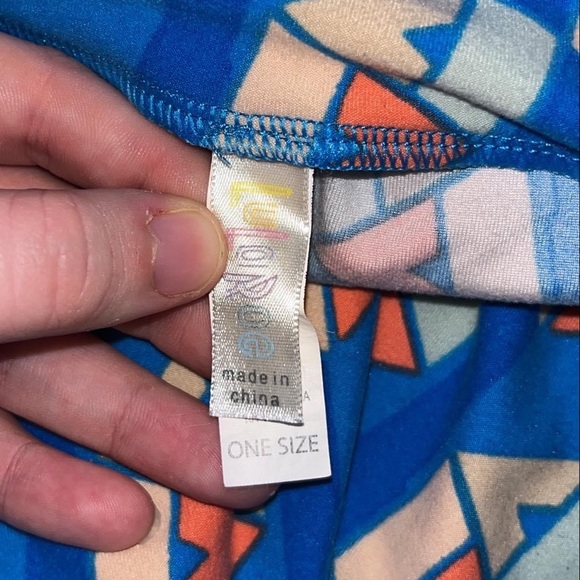 LuLaRoe
made in
china
A
ONE SIZE